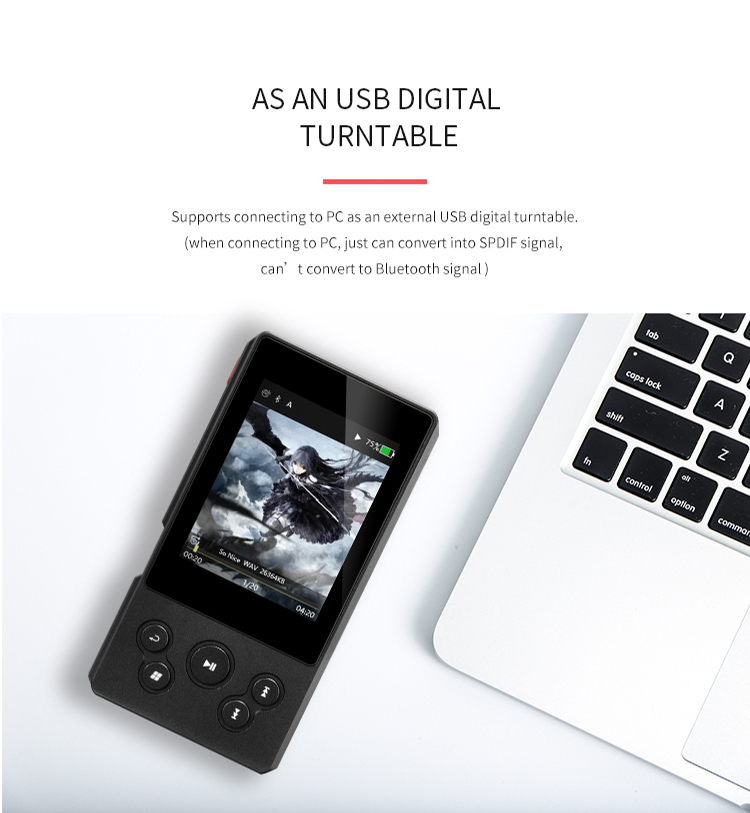 AS AN USB DIGITAL
TURNTABLE
Supports connecting to PC as an external USB digital turntable.
(when connecting to PC, just can convert into SPDIF signal,
can’t convert to Bluetooth signal )
A
75%
So Nice WAV 26364KB
00:20
1/20
04:20
tab
Q
caps lock
A
shift
Z
fn
control
alt
option
comman